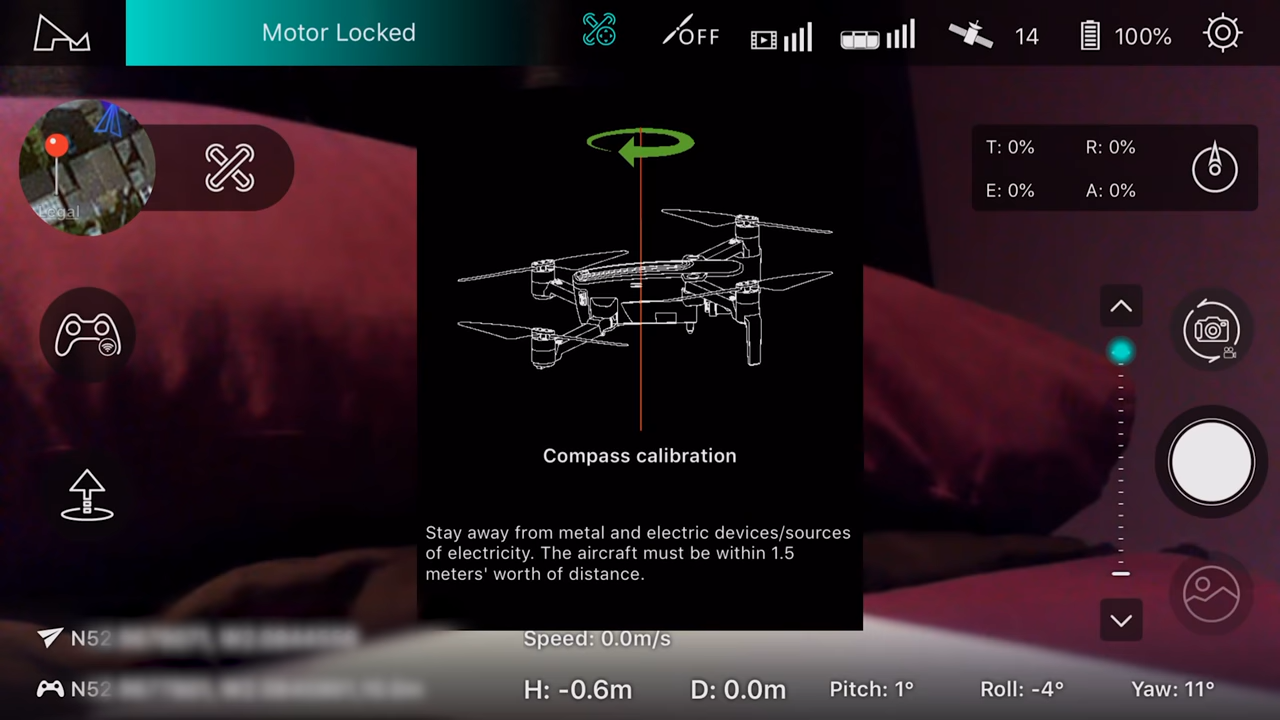 Motor Locked
OFF
14
100%
Legal
T: 0%
R: 0%
E: 0%
A: 0%
Compass calibration
Stay away from metal and electric devices/sources
of electricity. The aircraft must be within 1.5
meters' worth of distance.
N52
Speed: 0.0m/s
N52
H: -0.6m
D: 0.0m
Pitch: 1°
Roll: -4°
Yaw: 11°